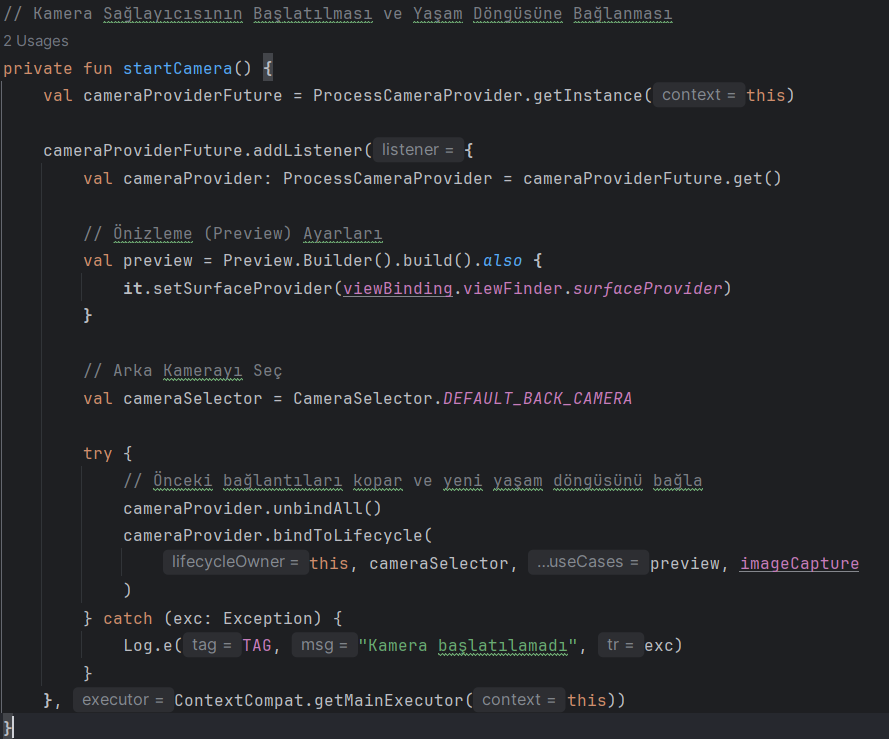 // Kamera Sağlayıcısının Başlatılması ve Yaşam Döngüsüne Bağlanması
2 Usages
private fun startCamera() {
    val cameraProviderFuture = ProcessCameraProvider.getInstance( context = this)

    cameraProviderFuture.addListener( listener = {
        val cameraProvider: ProcessCameraProvider = cameraProviderFuture.get()

        // Önizleme (Preview) Ayarları
        val preview = Preview.Builder().build().also {
            it.setSurfaceProvider(viewBinding.viewFinder.surfaceProvider)
        }

        // Arka Kamerayı Seç
        val cameraSelector = CameraSelector.DEFAULT_BACK_CAMERA

        try {
            // Önceki bağlantıları kopar ve yeni yaşam döngüsünü bağla
            cameraProvider.unbindAll()
            cameraProvider.bindToLifecycle(
                lifecycleOwner = this, cameraSelector, ...useCases = preview, imageCapture
            )
        } catch (exc: Exception) {
            Log.e( tag = TAG, msg = "Kamera başlatılamadı", tr = exc)
        }
    }, executor = ContextCompat.getMainExecutor( context = this))
}